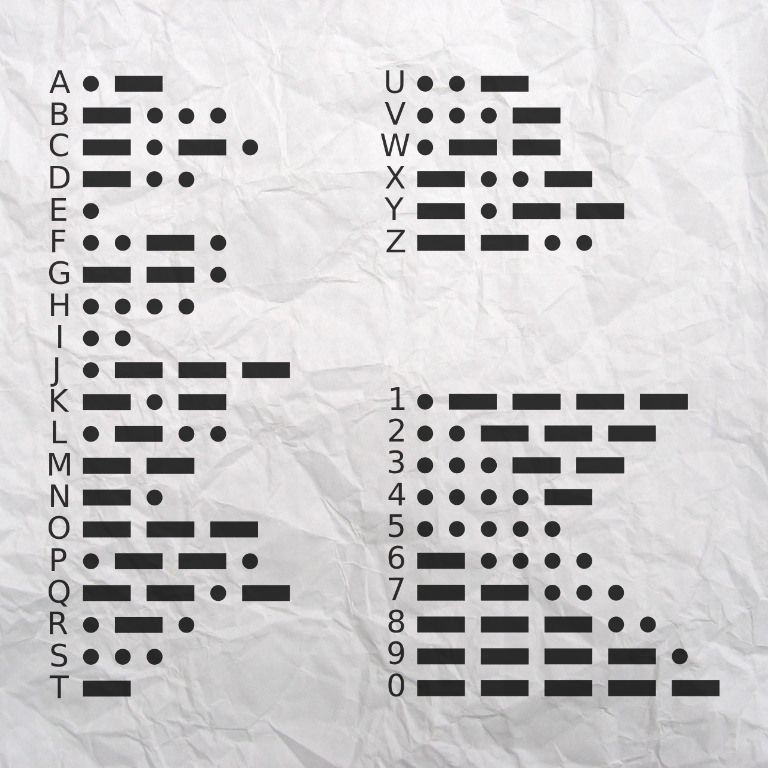 A • −
B − • • •
C − • − •
D − • •
E •
F • • − •
G − − •
H • • • •
I • •
J • − − −
K − • −
L • − • •
M − −
N − •
O − − −
P • − − •
Q − − • −
R • − •
S • • •
T −
U • • −
V • • • −
W • − −
X − • • −
Y − • − −
Z − − • •
1 • − − − −
2 • • − − −
3 • • • − −
4 • • • • −
5 • • • • •
6 − • • • •
7 − − • • •
8 − − − • •
9 − − − − •
0 − − − − −